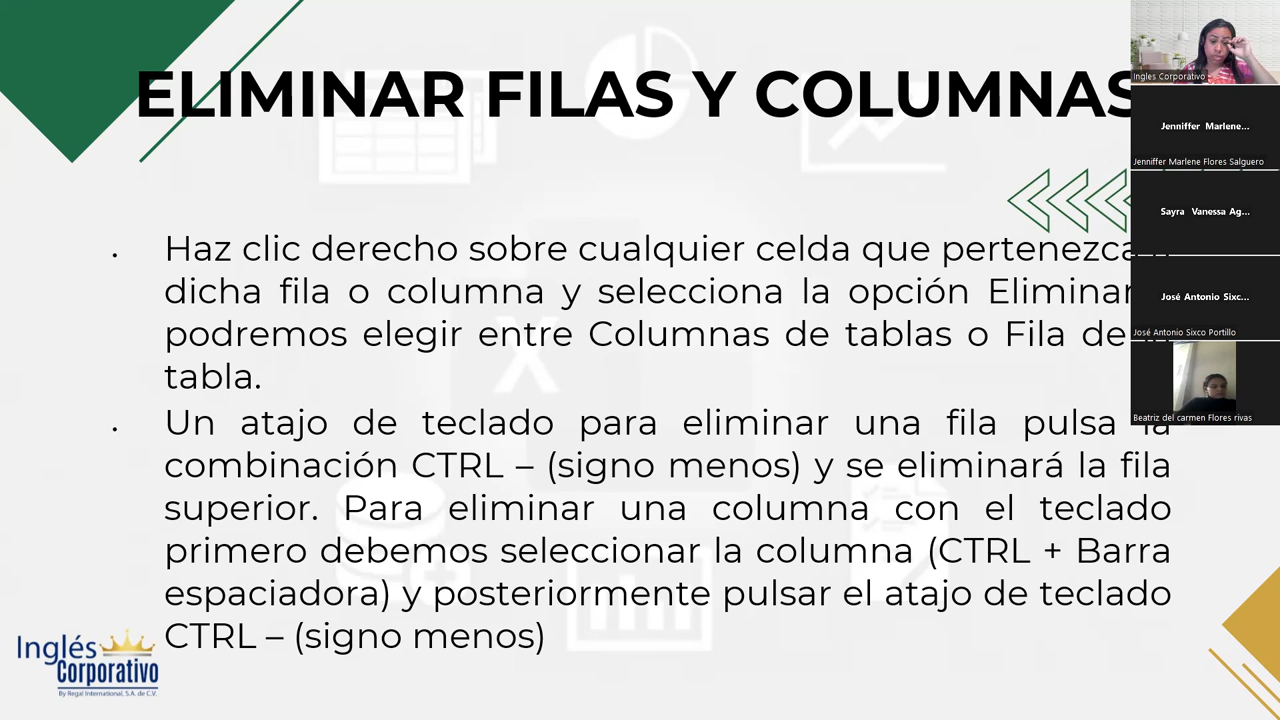 ELIMINAR FILAS Y COLUMNAS
Haz clic derecho sobre cualquier celda que pertenezca
dicha fila o columna y selecciona la opción Eliminar
podremos elegir entre Columnas de tablas o Fila de
tabla.
Un atajo de teclado para eliminar una fila pulsa la
combinación CTRL – (signo menos) y se eliminará la fila
superior. Para eliminar una columna con el teclado
primero debemos seleccionar la columna (CTRL + Barra
espaciadora) y posteriormente pulsar el atajo de teclado
CTRL – (signo menos)
Inglés
Corporativo
By Regal International, S.A. de C.V.
Ingles Corporativo
Jenniffer Marlene...
Jenniffer Marlene Flores Salguero
Sayra Vanessa Ag...
José Antonio Sixc...
José Antonio Sixco Portillo
Beatriz del carmen Flores rivas